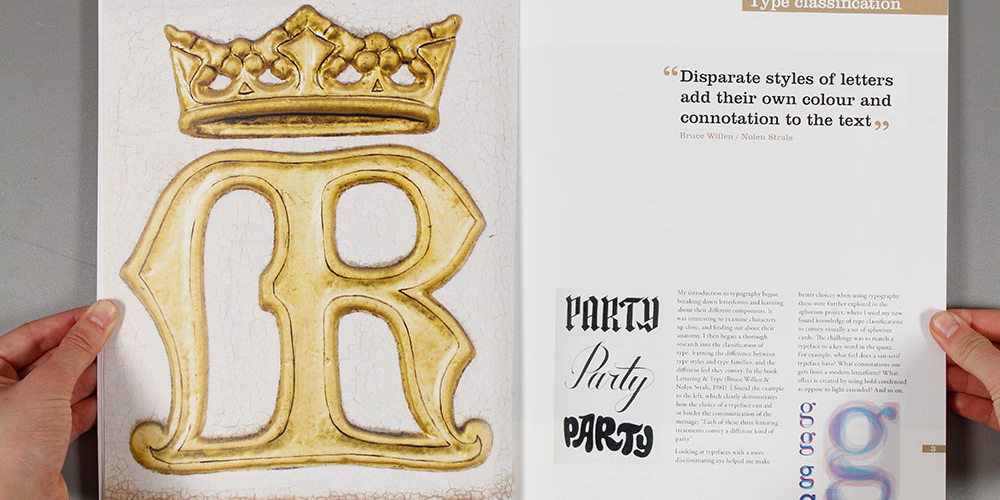 R
Type classification
“Disparate styles of letters
add their own colour and
connotation to the text”
Bruce Willen / Nolen Strals
PARTY
Party
PARTY
My introduction to typography began
breaking down letterforms and learning
about their different components. It
was interesting to examine characters
up close, and finding out about their
anatomy. I then began a thorough
research into the classification of
type, learning the difference between
type styles and type families, and the
different feel they convey. In the book
Lettering & Type (Bruce Willen &
Nolen Strals, 1981) I found the example
to the left, which clearly demonstrates
how the choice of a typeface can aid
or hinder the communication of the
message: "Each of these three lettering
treatments convey a different kind of
party"
Looking at typefaces with a more
discriminating eye helped me make
better choices when using typography,
these were further explored in the
aphorism project, where I used my new
found knowledge of type classifications
to convey visually a set of aphorism
cards. The challenge was to match a
typeface to a key word in the quote.
For example, what feel does a san-serif
typeface have? What connotations one
gets from a modern letterform? What
effect is created by using bold condensed
as oppose to light extended? And so on.
g
g
g
g
g
3